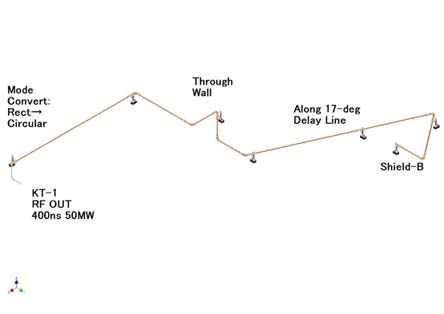 Mode
Convert:
Rect→
Circular
Through
Wall
Along 17-deg
Delay Line
Shield-B
KT-1
RF OUT
400ns 50MW